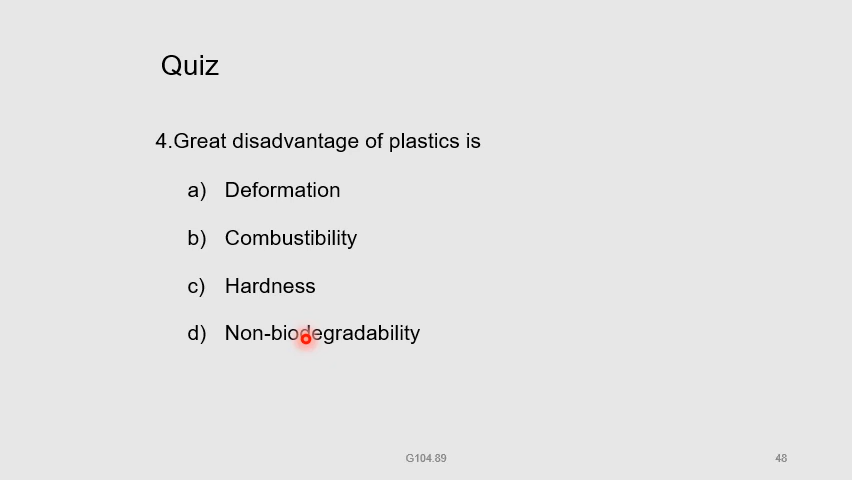 Quiz
4.Great disadvantage of plastics is
a) Deformation
b) Combustibility
c) Hardness
d) Non-biodegradability
G104.89
48